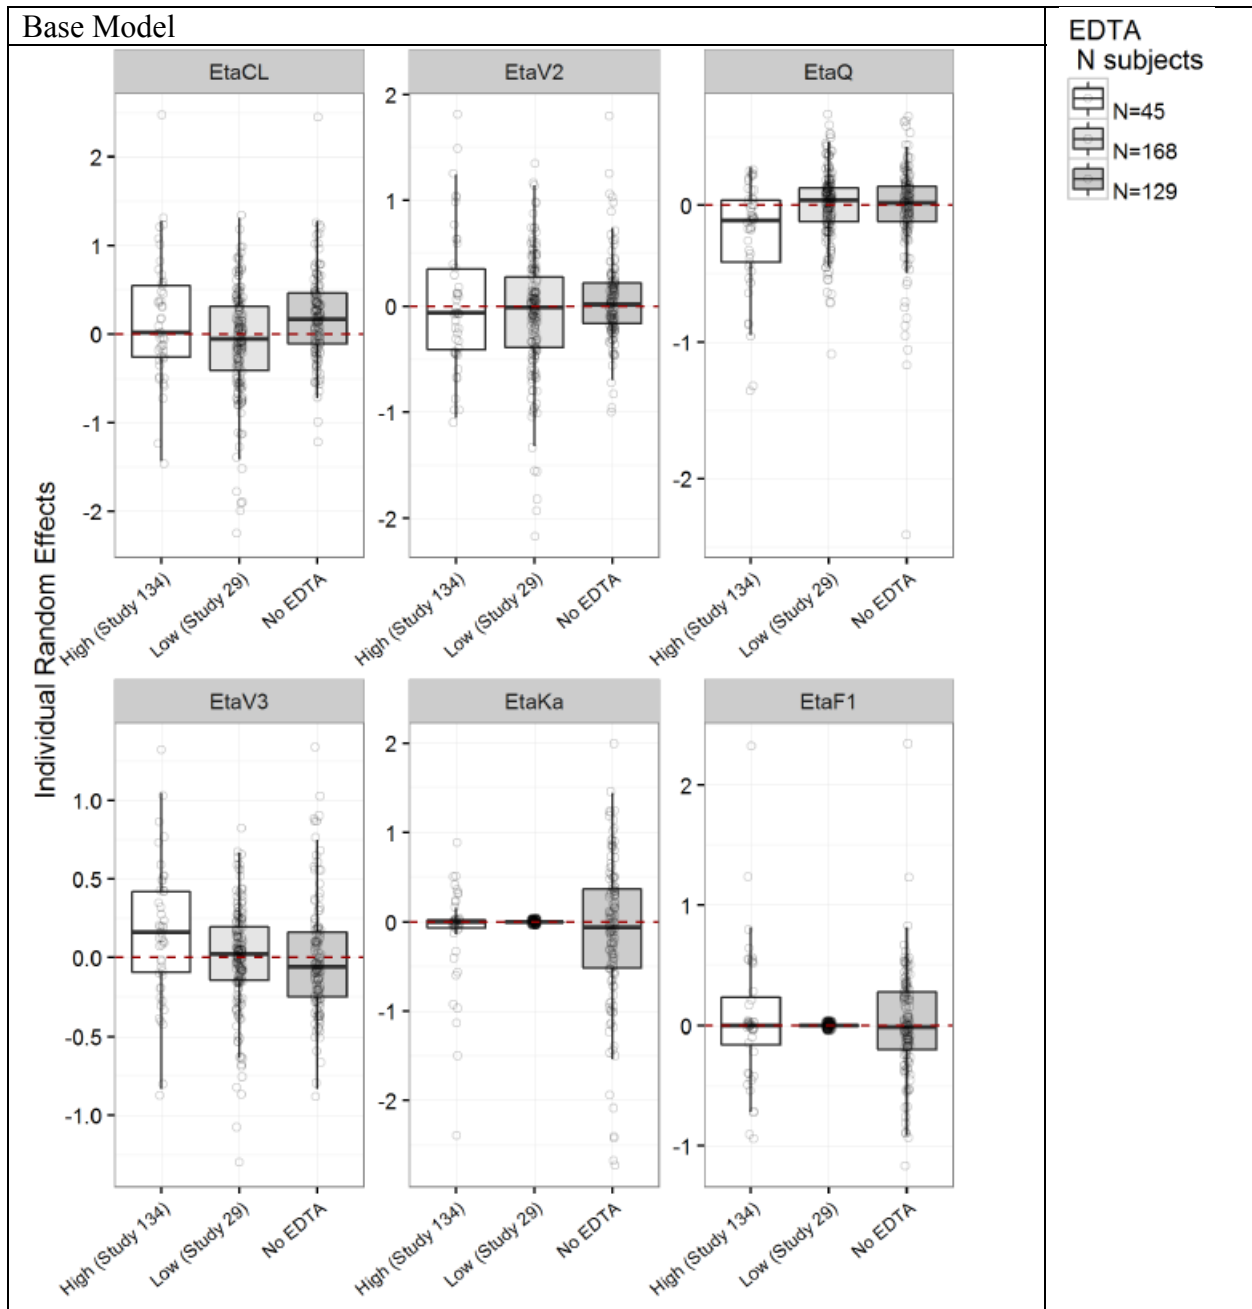 Base Model
EDTA
N subjects
N=45
N=168
N=129
Individual Random Effects
EtaCL
2
1
0
-1
-2
High (Study 134)
Low (Study 29)
No EDTA
EtaV2
2
1
0
-1
-2
High (Study 134)
Low (Study 29)
No EDTA
EtaQ
0
-1
-2
High (Study 134)
Low (Study 29)
No EDTA
EtaV3
1.0
0.5
0.0
-0.5
-1.0
High (Study 134)
Low (Study 29)
No EDTA
EtaKa
2
1
0
-1
-2
High (Study 134)
Low (Study 29)
No EDTA
EtaF1
2
1
0
-1
High (Study 134)
Low (Study 29)
No EDTA